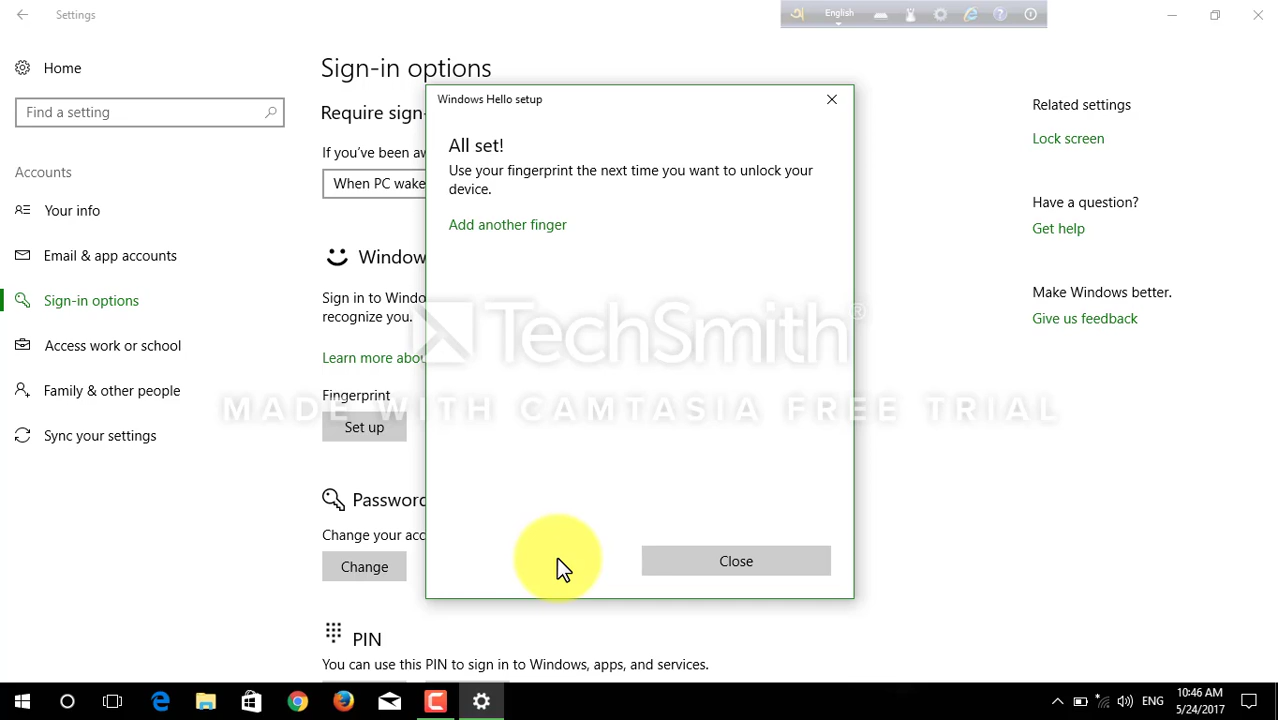 Settings
English
Home
Find a setting
Accounts
Your info
Email & app accounts
Sign-in options
Access work or school
Family & other people
Sync your settings
Sign-in options
Require sign-
If you've been aw
When PC wake
Window
Sign in to Windo
recognize you.
Learn more abou
Fingerprint
Set up
Password
Change your acc
Change
PIN
You can use this PIN to sign in to Windows, apps, and services.
Windows Hello setup
All set!
Use your fingerprint the next time you want to unlock your
device.
Add another finger
Close
TechSmith®
MADE WITH CAMTASIA FREE TRIAL
Related settings
Lock screen
Have a question?
Get help
Make Windows better.
Give us feedback
ENG
10:46 AM
5/24/2017